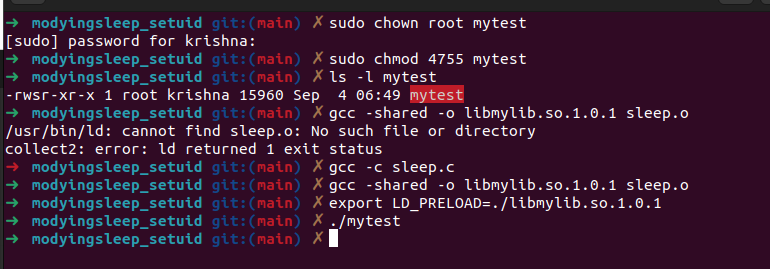 ➜ modyingsleep_setuid git:(main) ✗ sudo chown root mytest
[sudo] password for krishna:
➜ modyingsleep_setuid git:(main) ✗ sudo chmod 4755 mytest
➜ modyingsleep_setuid git:(main) ✗ ls -l mytest
-rwsr-xr-x 1 root krishna 15960 Sep  4 06:49 mytest
➜ modyingsleep_setuid git:(main) ✗ gcc -shared -o libmylib.so.1.0.1 sleep.o
/usr/bin/ld: cannot find sleep.o: No such file or directory
collect2: error: ld returned 1 exit status
➜ modyingsleep_setuid git:(main) ✗ gcc -c sleep.c
➜ modyingsleep_setuid git:(main) ✗ gcc -shared -o libmylib.so.1.0.1 sleep.o
➜ modyingsleep_setuid git:(main) ✗ export LD_PRELOAD=./libmylib.so.1.0.1
➜ modyingsleep_setuid git:(main) ✗ ./mytest
➜ modyingsleep_setuid git:(main) ✗